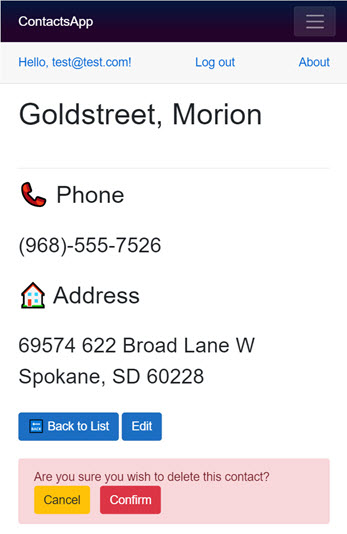 ContactsApp
Hello, test@test.com! Log out About
Goldstreet, Morion
Phone
(968)-555-7526
Address
69574 622 Broad Lane W
Spokane, SD 60228
BACK Back to List Edit
Are you sure you wish to delete this contact?
Cancel Confirm